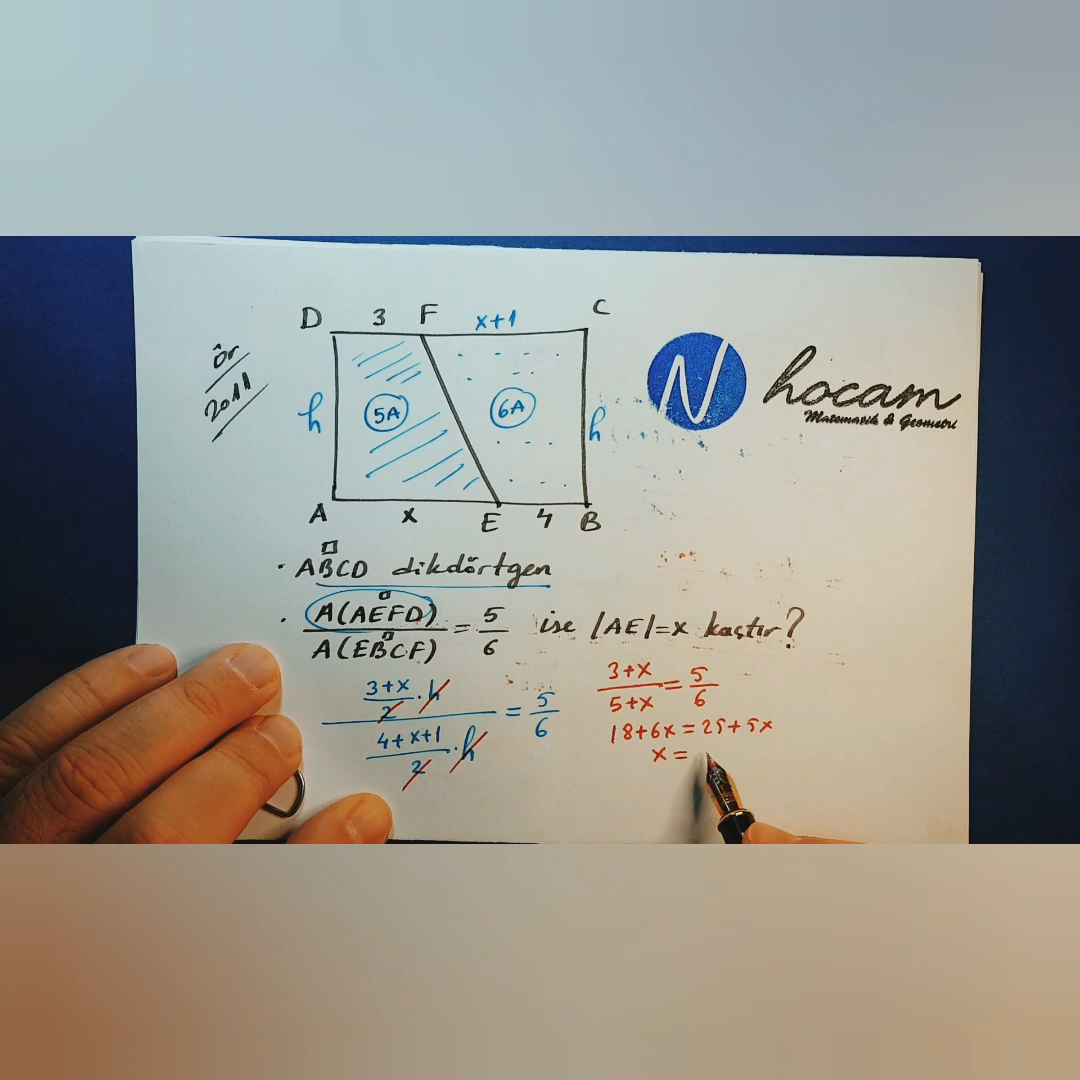 D 3 F x+1 C
Ör
2011
h 5A 6A h
N hocam
Matematik & Geometri
A x E 4 B
· ABCD dikdörtgen
· A(AEFD)/A(EBCF) = 5/6 ise |AE|=x kaçtır?
3+x/2 · h / 4+x+1/2 · h = 5/6
3+x/5+x = 5/6
18+6x=25+5x
x =